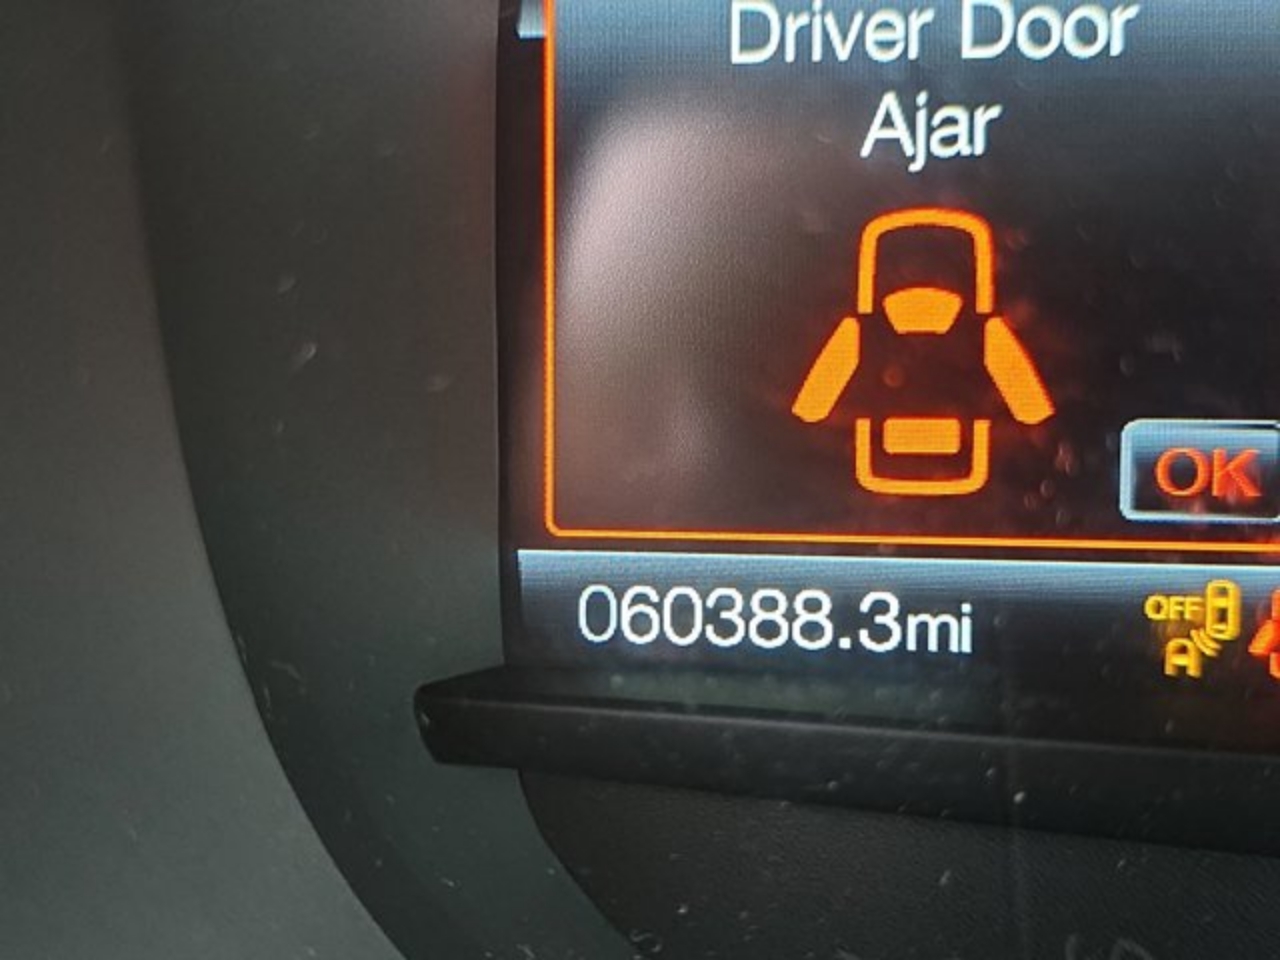 Driver Door
Ajar
OK
060388.3mi
OFF
A